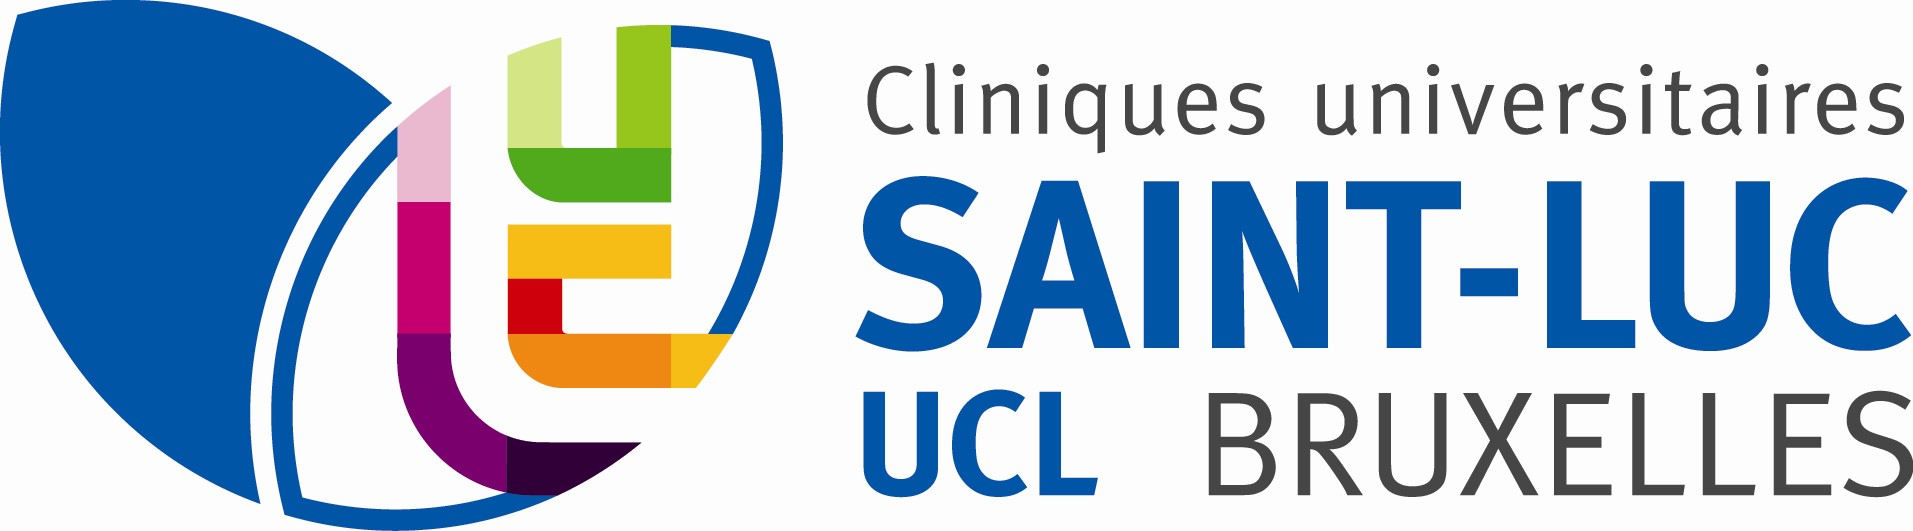 Cliniques universitaires
SAINT-LUC
UCL BRUXELLES